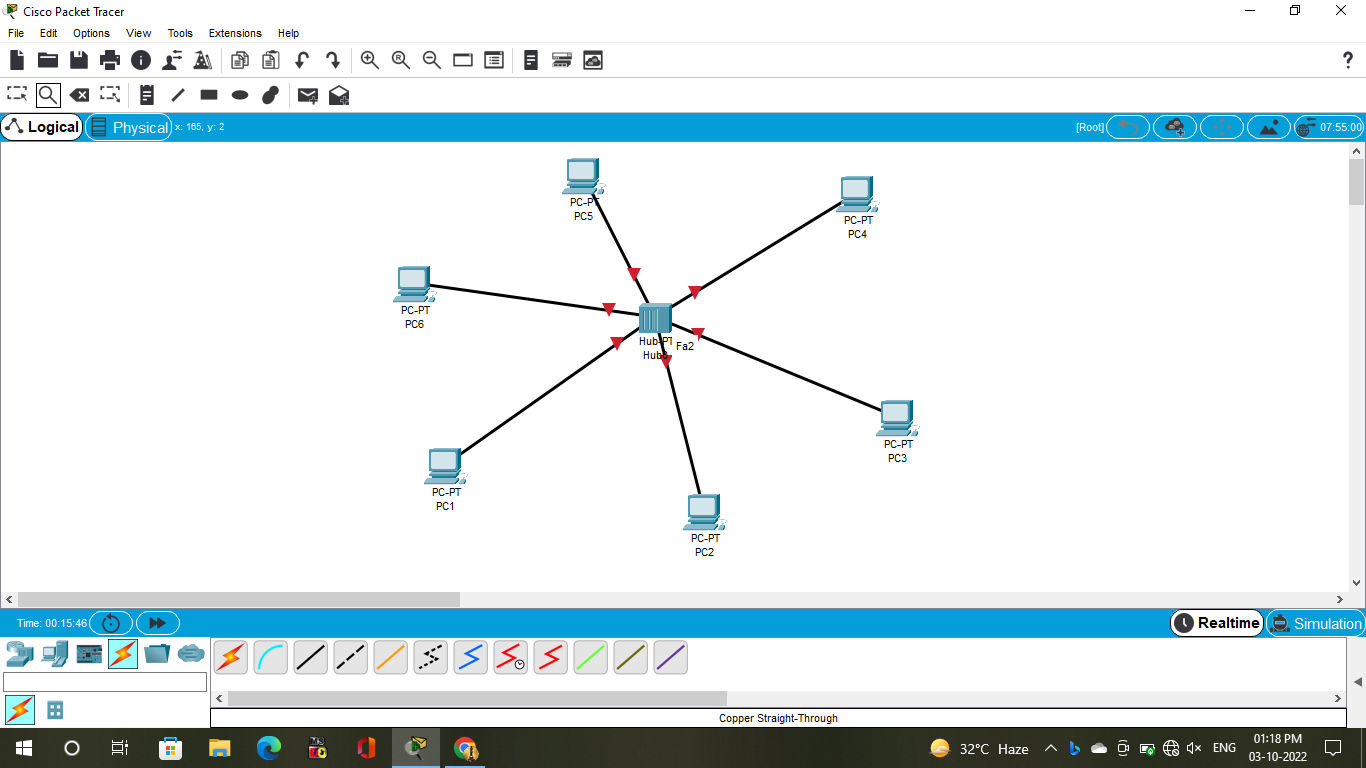 Cisco Packet Tracer
File Edit Options View Tools Extensions Help
Logical Physical x: 165, y: 2 [Root] 07:55:00
PC-PT
PC5
PC-PT
PC4
PC-PT
PC6
Hub-PT
Fa2
PC-PT
PC3
PC-PT
PC1
PC-PT
PC2
Time: 00:15:46 Realtime Simulation
Copper Straight-Through
32°C Haze ENG 01:18 PM
03-10-2022